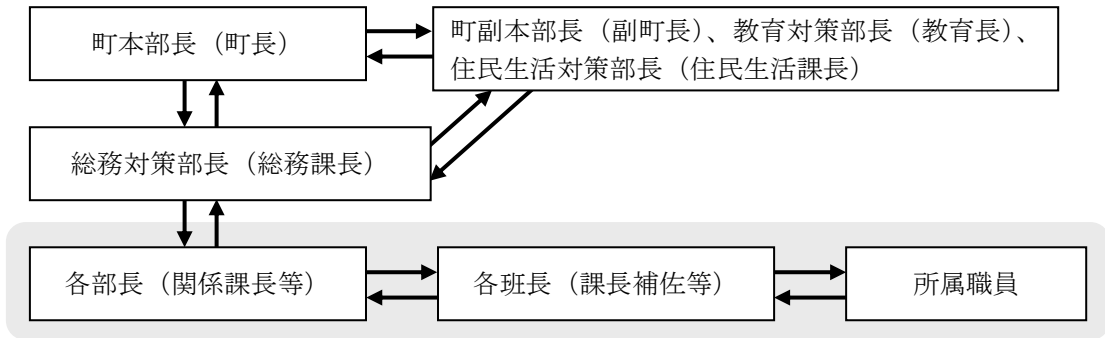 町本部長（町長）
町副本部長（副町長）、教育対策部長（教育長）、
住民生活対策部長（住民生活課長）
総務対策部長（総務課長）
各部長（関係課長等）
各班長（課長補佐等）
所属職員